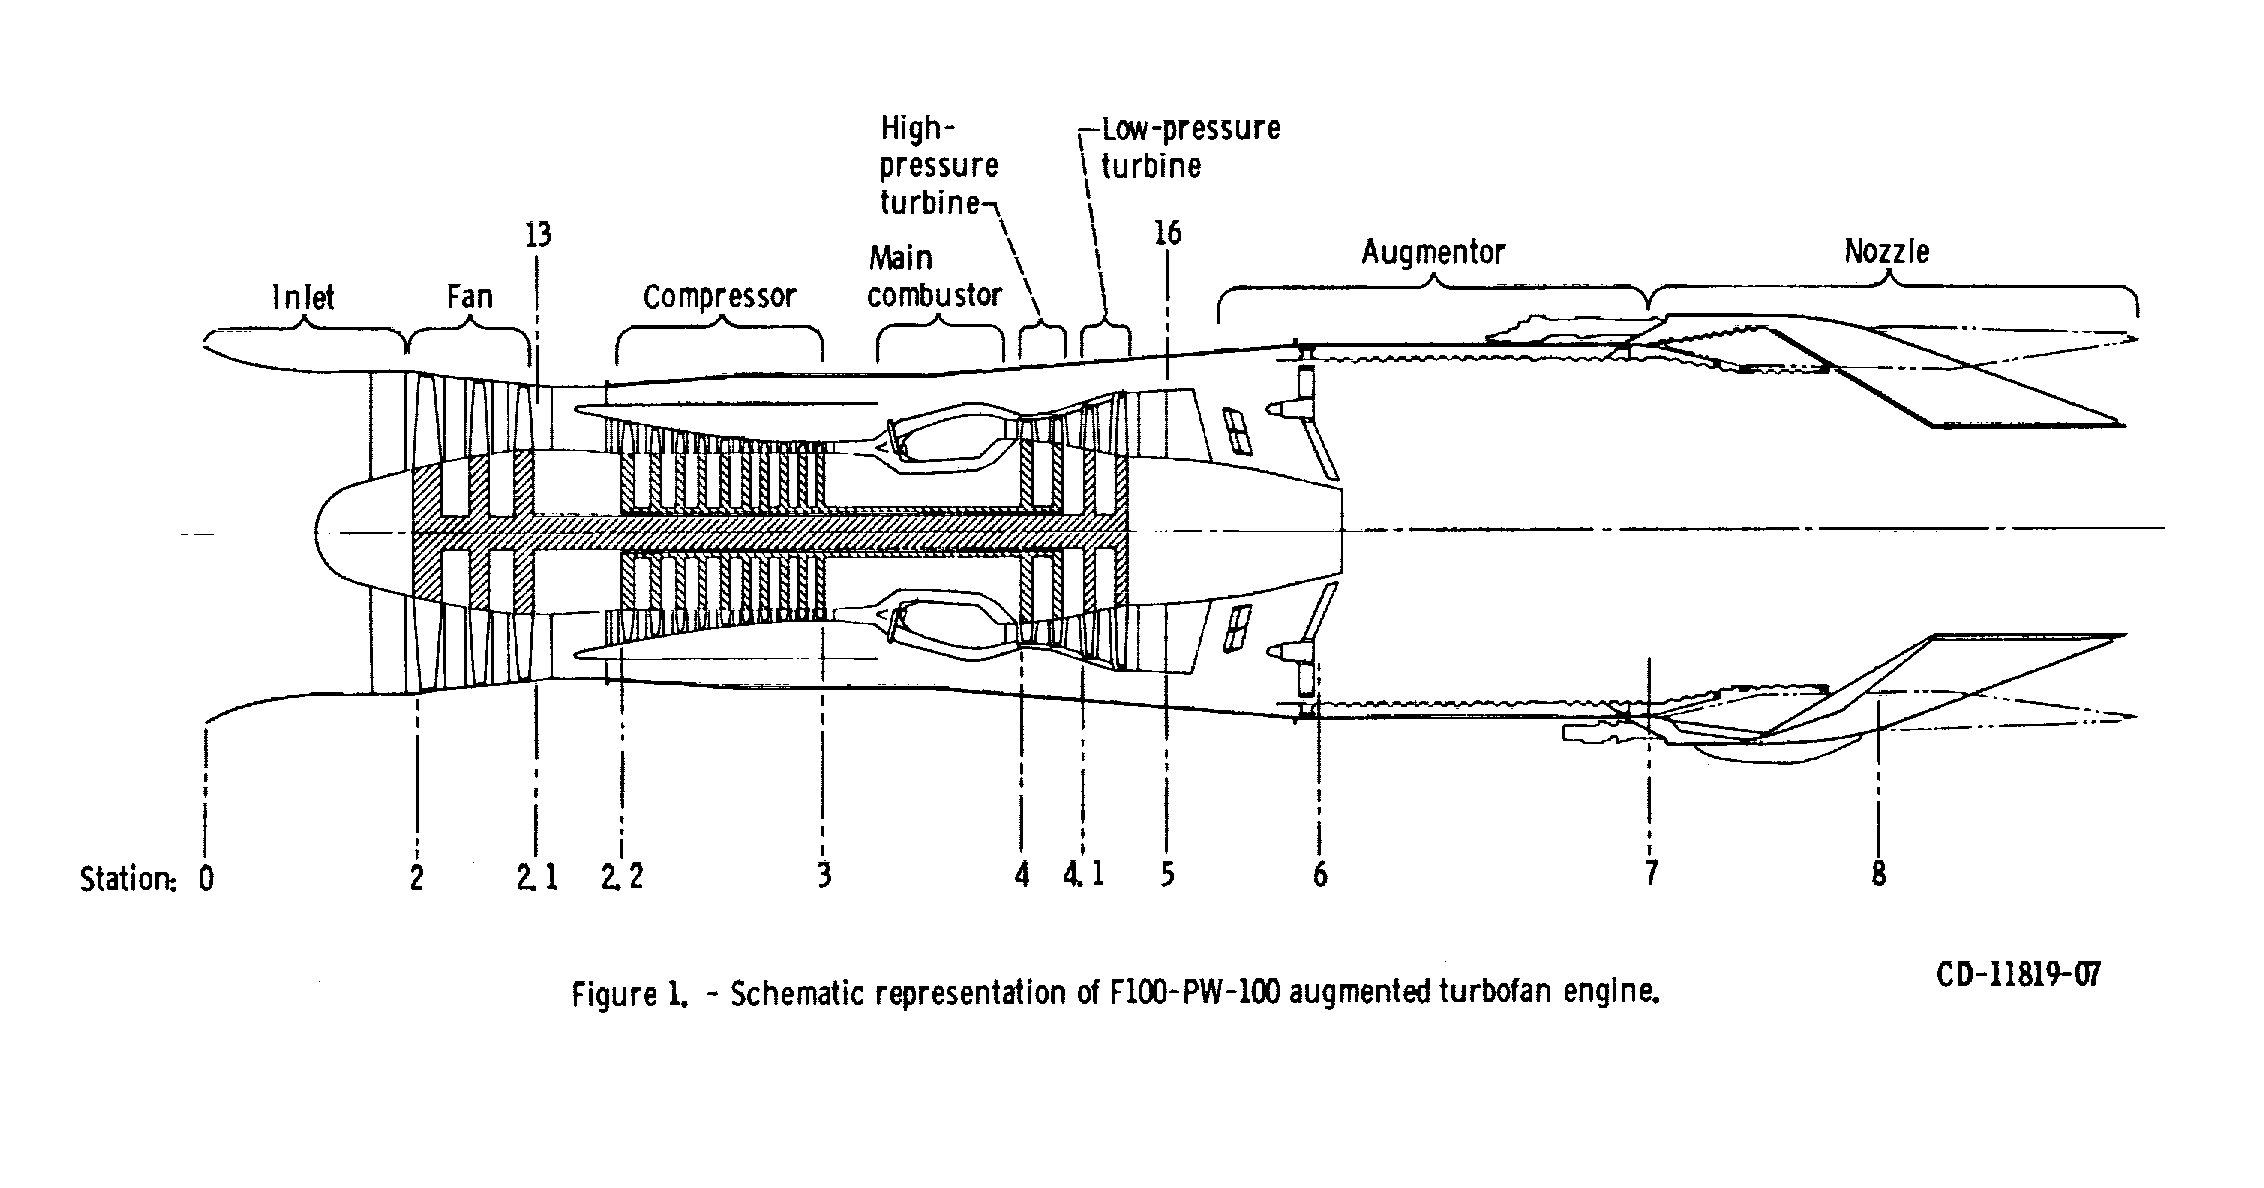 High-
pressure
turbine
Low-pressure
turbine
13
16
Main
combustor
Augmentor
Nozzle
Inlet
Fan
Compressor
Station: 0 2 2.1 2.2 3 4 4.1 5 6 7 8
CD-11819-07
Figure 1. - Schematic representation of F100-PW-100 augmented turbofan engine.